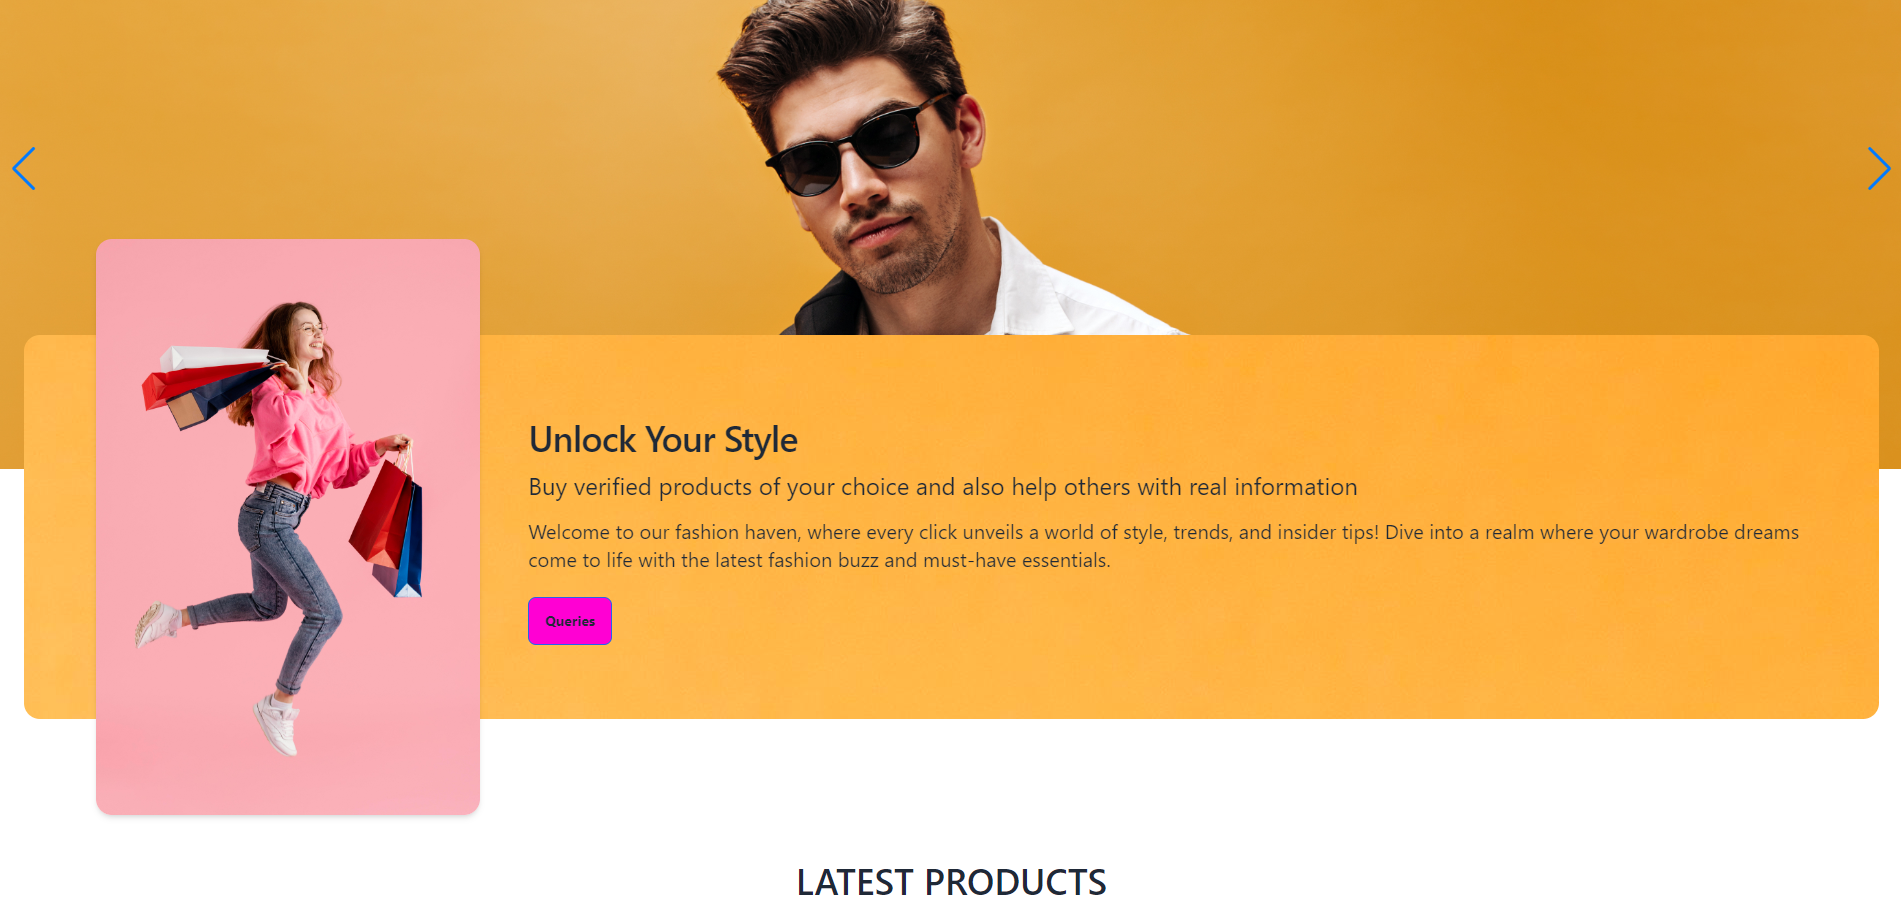 Unlock Your Style
Buy verified products of your choice and also help others with real information
Welcome to our fashion haven, where every click unveils a world of style, trends, and insider tips! Dive into a realm where your wardrobe dreams
come to life with the latest fashion buzz and must-have essentials.
Queries
LATEST PRODUCTS